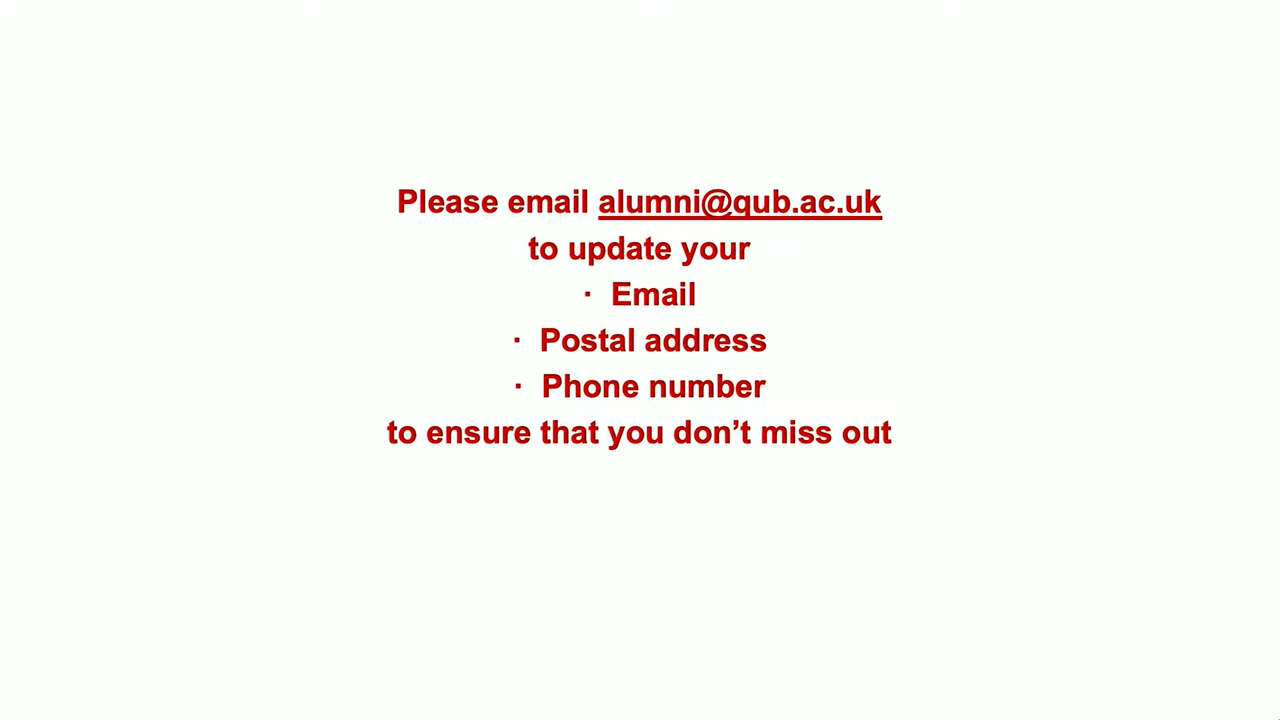 Please email alumni@qub.ac.uk
to update your
· Email
· Postal address
· Phone number
to ensure that you don’t miss out